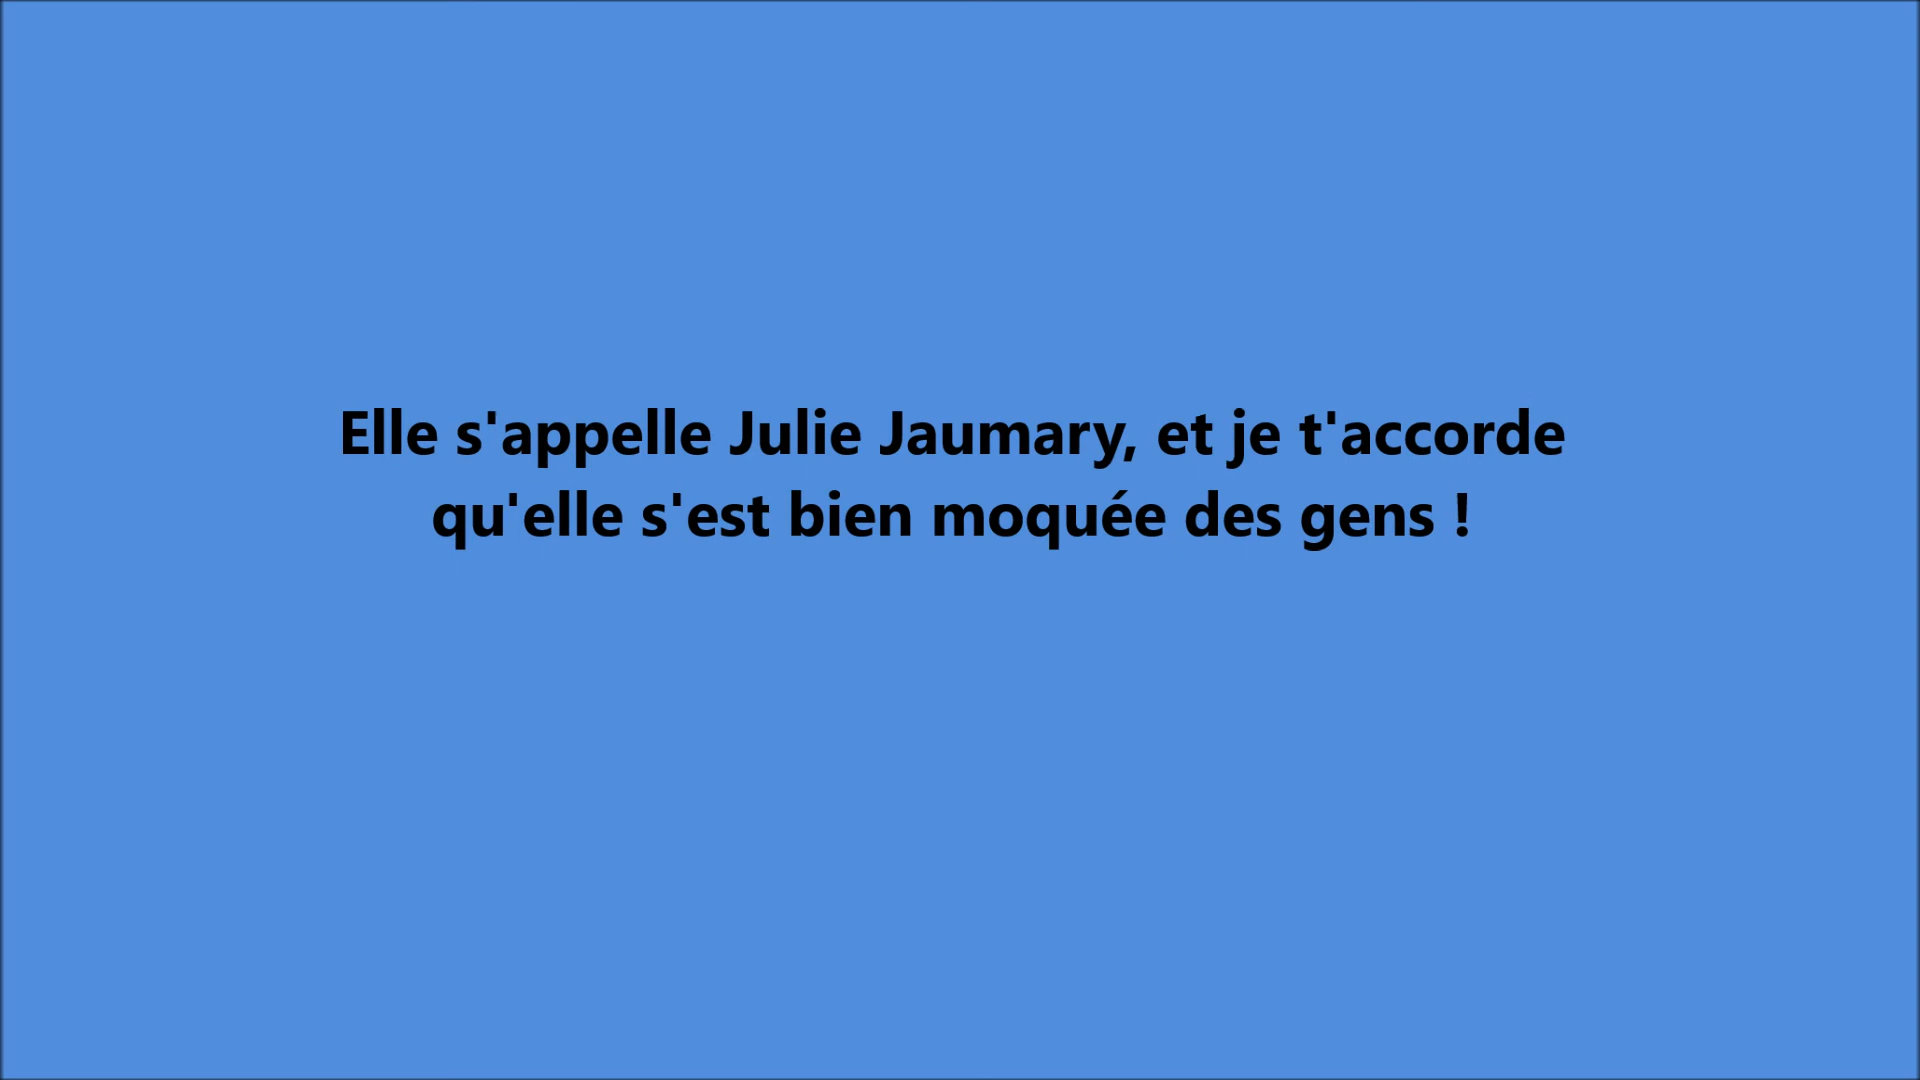 Elle s'appelle Julie Jaumary, et je t'accorde
qu'elle s'est bien moquée des gens !